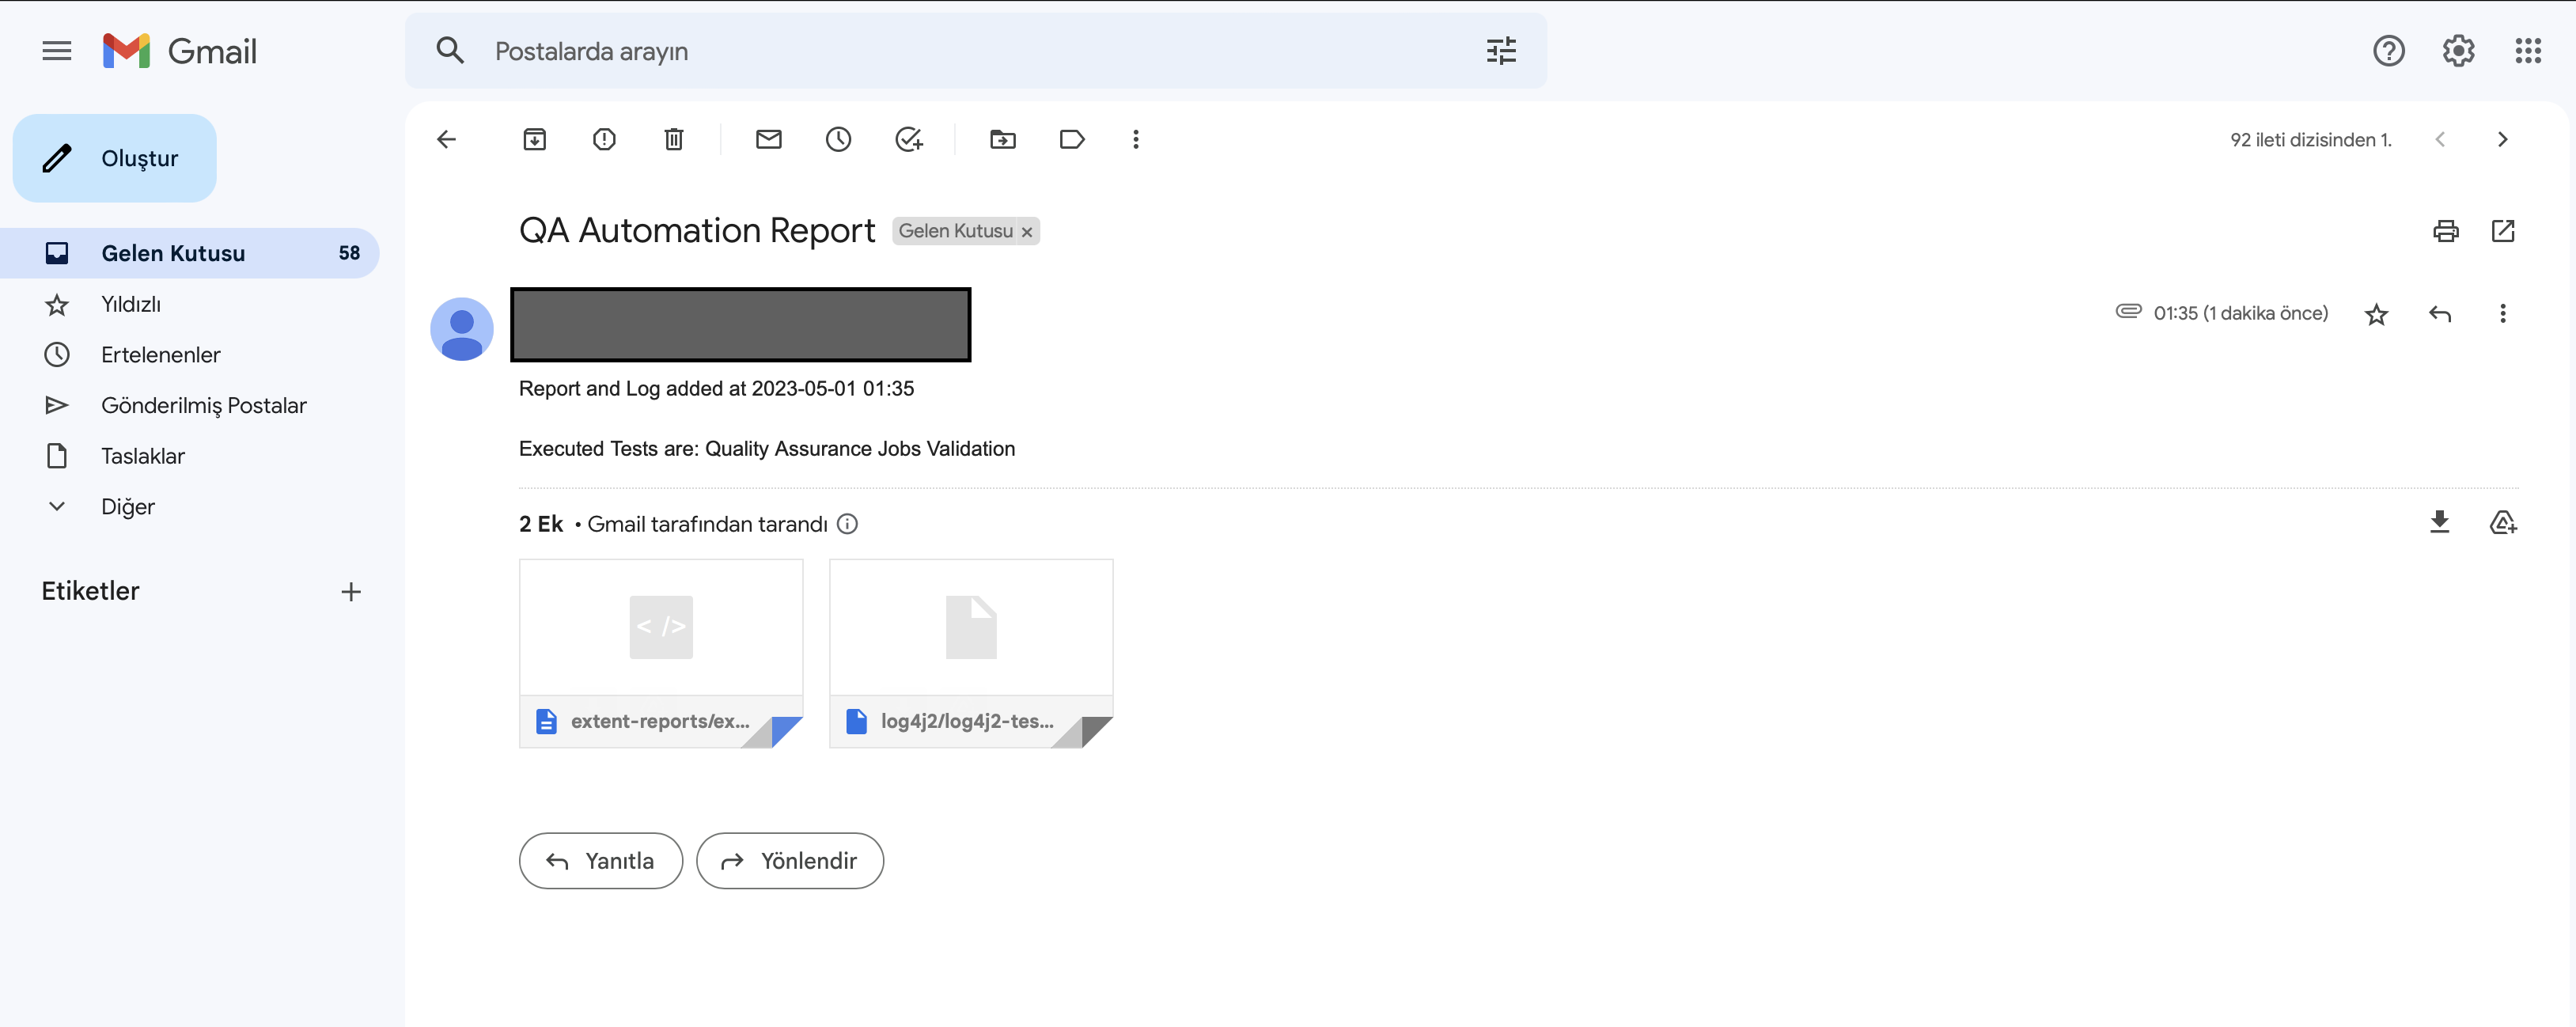 Gmail
Postalarda arayın
Oluştur
92 ileti dizisinden 1.
Gelen Kutusu 58
Yıldızlı
Ertelenenler
Gönderilmiş Postalar
Taslaklar
Diğer
Etiketler
QA Automation Report Gelen Kutusu ×
01:35 (1 dakika önce)
Report and Log added at 2023-05-01 01:35
Executed Tests are: Quality Assurance Jobs Validation
2 Ek • Gmail tarafından tarandı
< />
extent-reports/ex...
log4j2/log4j2-tes...
Yanıtla
Yönlendir